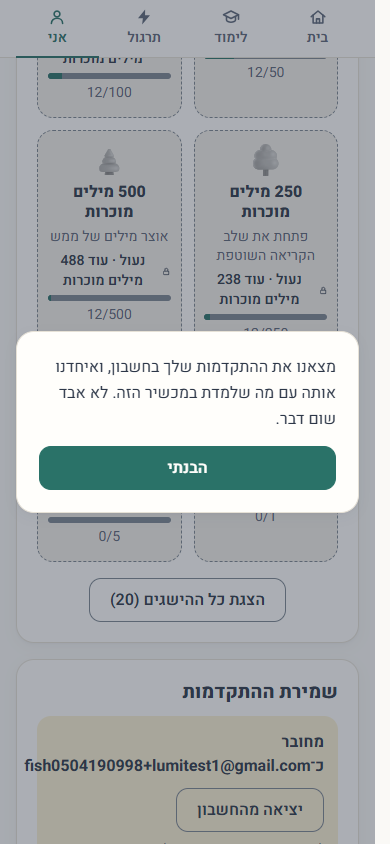 בית
לימוד
תרגול
אני
12/50
מילים מוכרות
12/100
250 מילים
מוכרות
פתחת את שלב
הקריאה השוטפת
נעול · עוד 238
מילים מוכרות
500 מילים
מוכרות
אוצר מילים של ממש
נעול · עוד 488
מילים מוכרות
12/500
מצאנו את ההתקדמות שלך בחשבון, ואיחדנו
אותה עם מה שלמדת במכשיר הזה. לא אבד
שום דבר.
הבנתי
0/1
0/5
הצגת כל ההישגים (20)
שמירת ההתקדמות
מחובר
כ־fish0504190998+lumitest1@gmail.com
יציאה מהחשבון